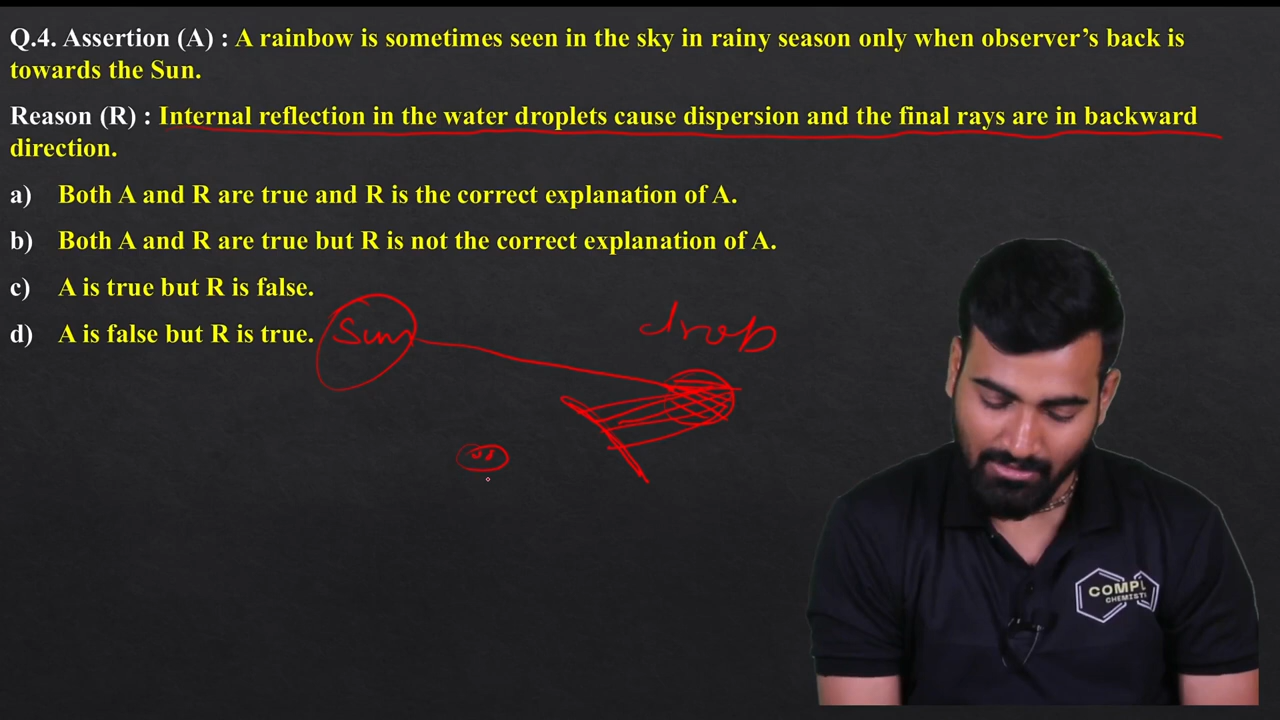 Q.4. Assertion (A) : A rainbow is sometimes seen in the sky in rainy season only when observer’s back is
towards the Sun.
Reason (R) : Internal reflection in the water droplets cause dispersion and the final rays are in backward
direction.
a) Both A and R are true and R is the correct explanation of A.
b) Both A and R are true but R is not the correct explanation of A.
c) A is true but R is false.
d) A is false but R is true.
Sun
drop
COMPL
CHEMIST